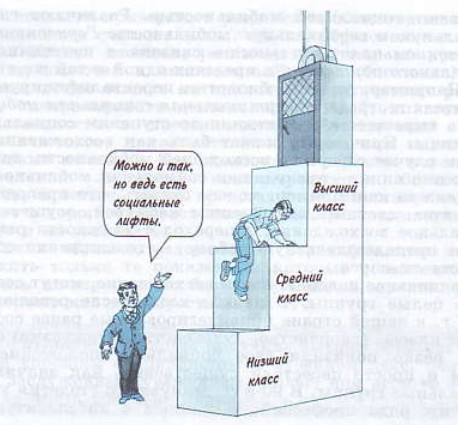 Можно и так,
но ведь есть
социальные
лифты.
Высший
класс
Средний
класс
Низший
класс